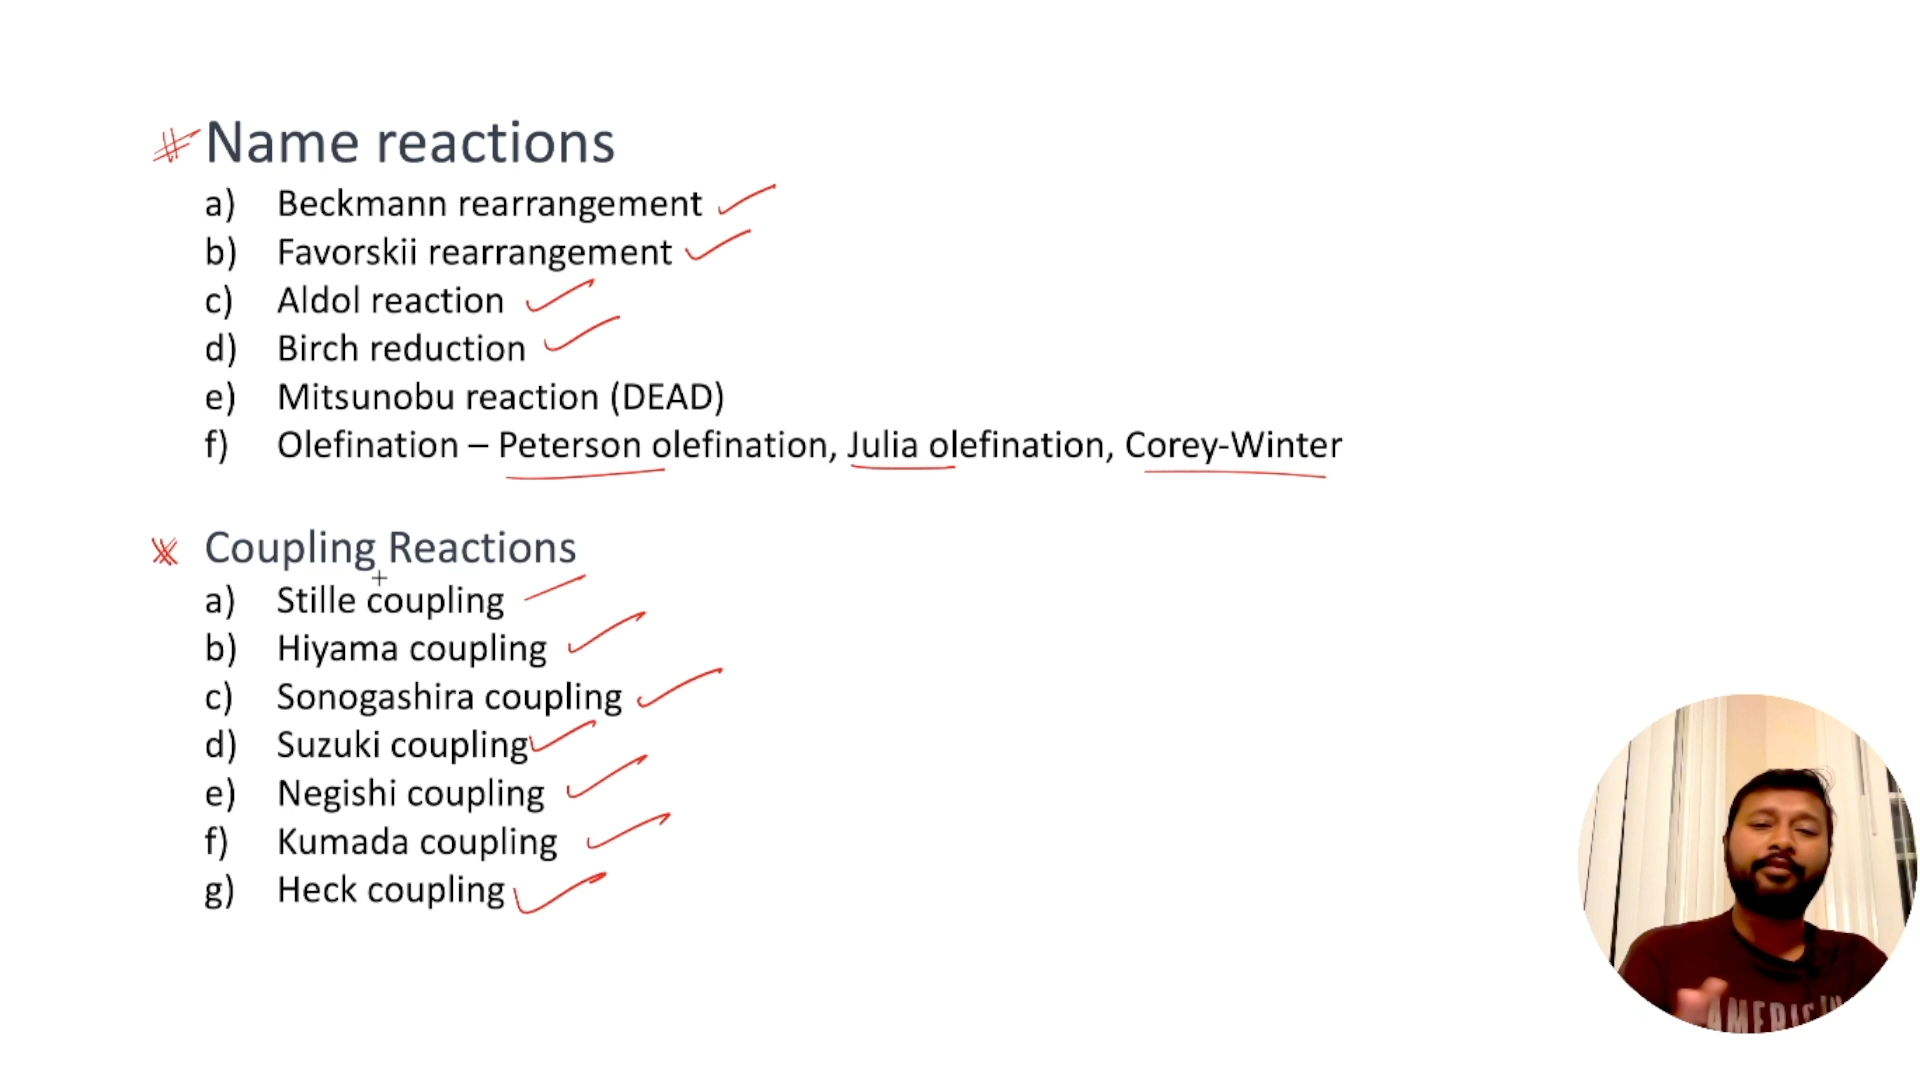 Name reactions
a) Beckmann rearrangement
b) Favorskii rearrangement
c) Aldol reaction
d) Birch reduction
e) Mitsunobu reaction (DEAD)
f) Olefination – Peterson olefination, Julia olefination, Corey-Winter
Coupling Reactions
a) Stille coupling
b) Hiyama coupling
c) Sonogashira coupling
d) Suzuki coupling
e) Negishi coupling
f) Kumada coupling
g) Heck coupling